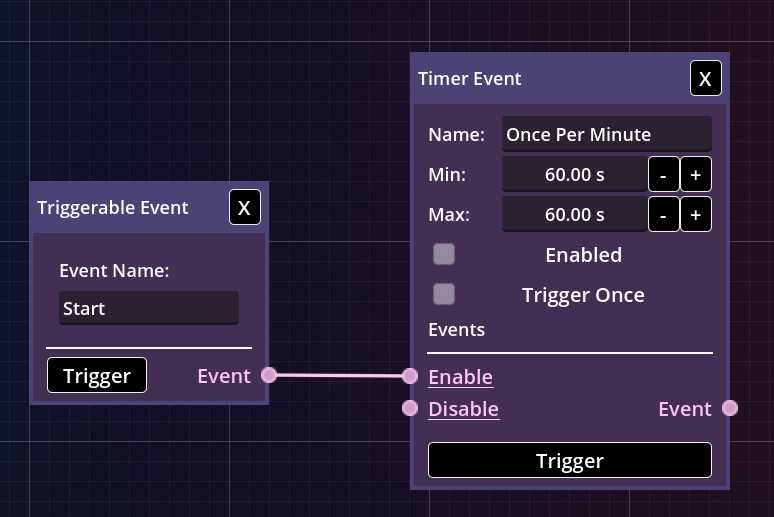 Triggerable Event X
Event Name:
Start
Trigger Event
Timer Event X
Name: Once Per Minute
Min: 60.00 s - +
Max: 60.00 s - +
Enabled
Trigger Once
Events
Enable
Disable Event
Trigger